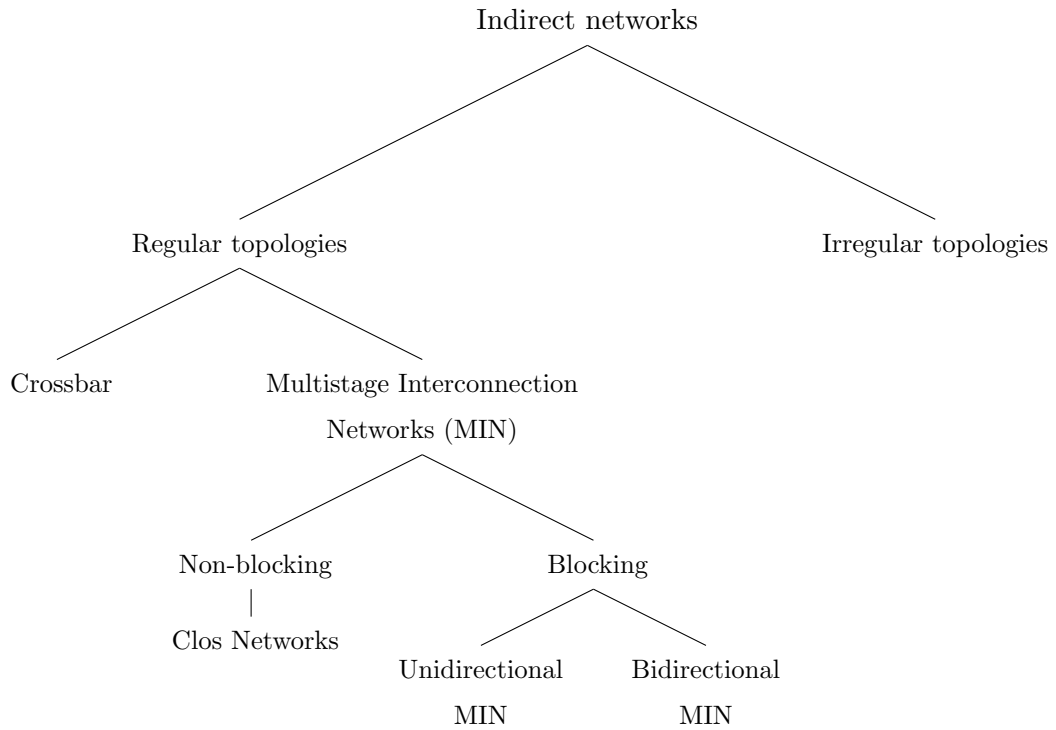 Indirect networks
Regular topologies
Irregular topologies
Crossbar
Multistage Interconnection
Networks (MIN)
Non-blocking
Blocking
Clos Networks
Unidirectional
MIN
Bidirectional
MIN